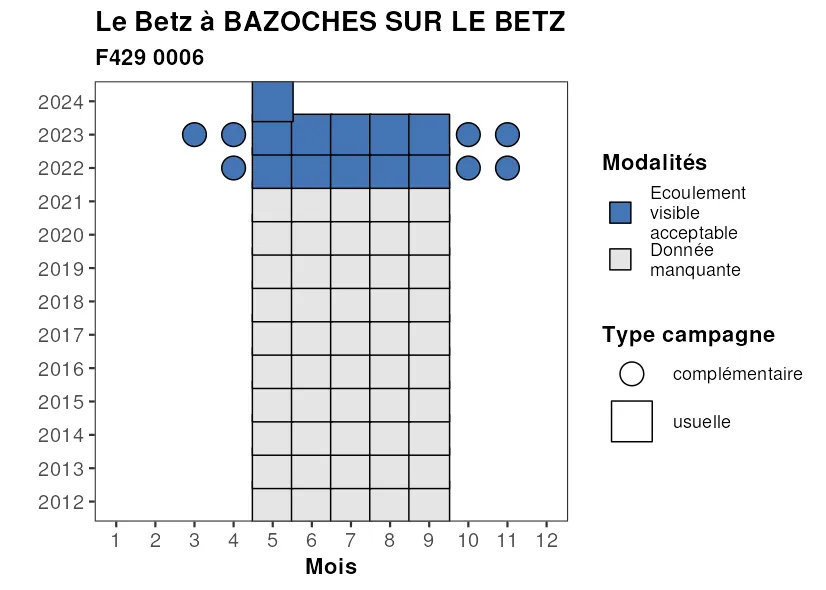 Le Betz à BAZOCHES SUR LE BETZ
F429 0006
2024
2023
2022
2021
2020
2019
2018
2017
2016
2015
2014
2013
2012
1 2 3 4 5 6 7 8 9 10 11 12
Mois
Modalités
Ecoulement
visible
acceptable
Donnée
manquante
Type campagne
complémentaire
usuelle